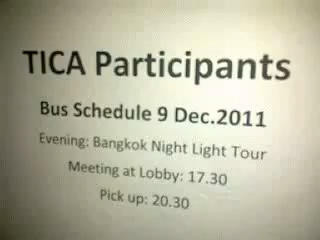 TICA Participants
Bus Schedule 9 Dec.2011
Evening: Bangkok Night Light Tour
Meeting at Lobby: 17.30
Pick up: 20.30